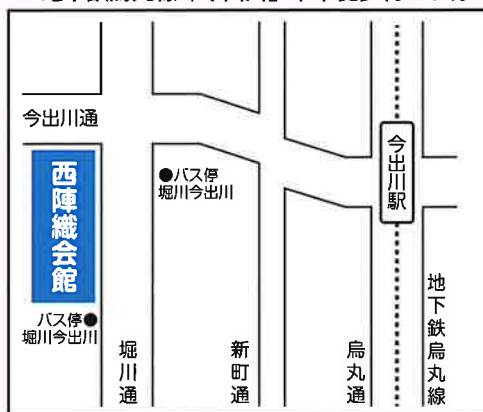 今出川通
西陣織会館
●バス停
堀川今出川
今出川駅
バス停●
堀川今出川
堀川通
新町通
烏丸通
地下鉄烏丸線